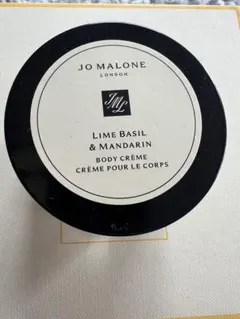 JO MALONE
LONDON
JML
LIME BASIL
& MANDARIN
BODY CRÈME
CRÈME POUR LE CORPS